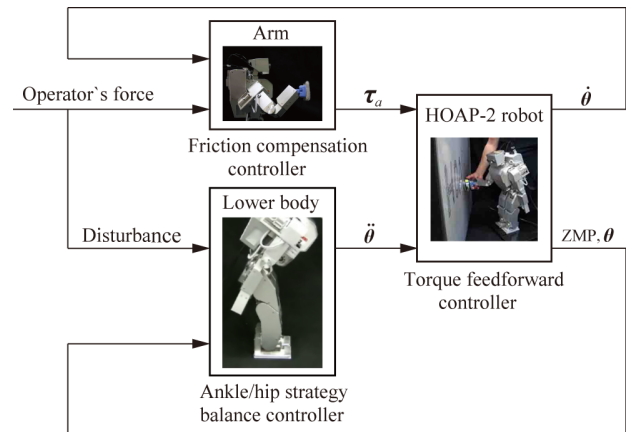 Arm
Operator`s force
τₐ
HOAP-2 robot
θ̇
Friction compensation
controller
Lower body
Disturbance
θ̈
ZMP, θ
Torque feedforward
controller
Ankle/hip strategy
balance controller